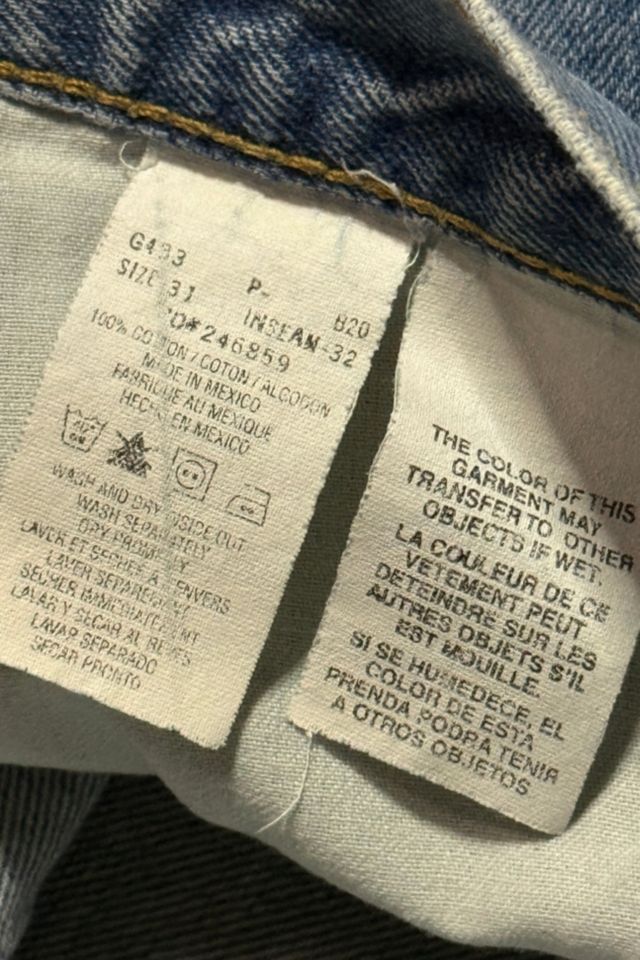 G493 P- B20
SIZE 31 INSEAM-32
O#246859
100% COTON / COTON / ALGODON
MADE IN MEXICO
FABRIQUE AU MEXIQUE
HECHO EN MEXICO
WASH AND DRY INSIDE OUT
WASH SEPARATELY
DRY PROMPTLY
LAVER ET SECHER A L'ENVERS
LAVER SEPAREMENT
SECHER IMMEDIATEMENT
LAVAR Y SECAR AL REVES
LAVAR SEPARADO
SECAR PRONTO
THE COLOR OF THIS
GARMENT MAY
TRANSFER TO OTHER
OBJECTS IF WET.
LA COULEUR DE CE
VETEMENT PEUT
DETEINDRE SUR LES
AUTRES OBJETS S'IL
EST MOUILLE.
SI SE HUMEDECE, EL
COLOR DE ESTA
PRENDA PODRA TENIR
A OTROS OBJETOS